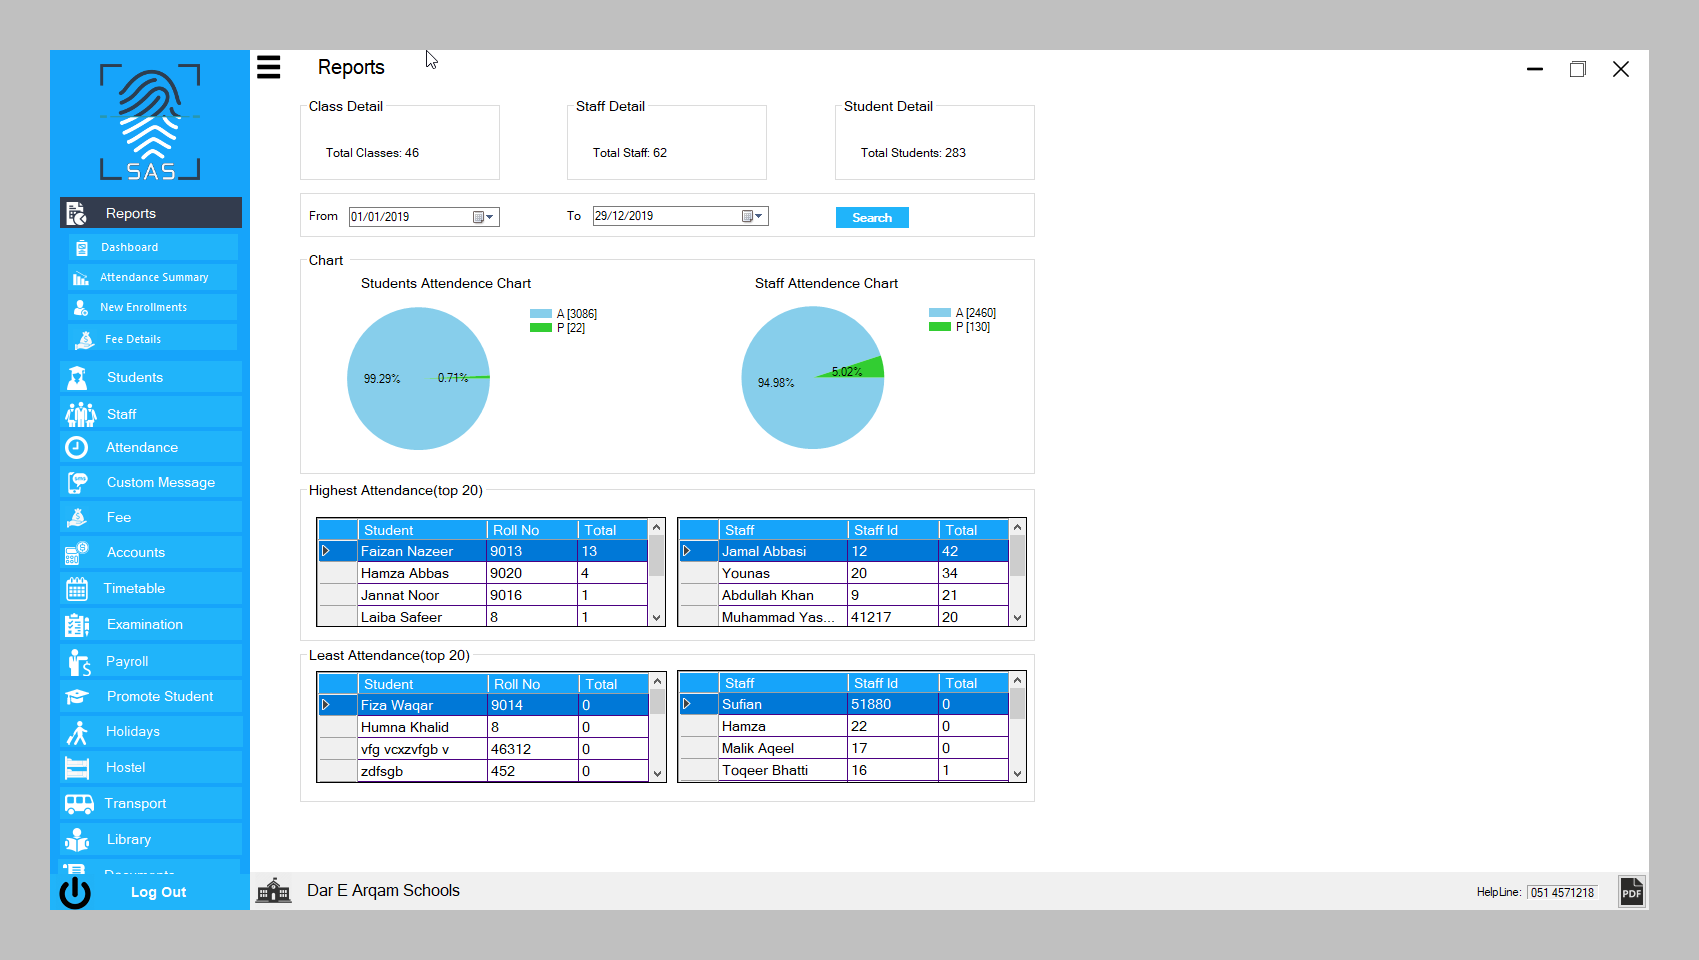 SAS
Reports
Dashboard
Attendance Summary
New Enrollments
Fee Details
Students
Staff
Attendance
Custom Message
Fee
Accounts
Timetable
Examination
Payroll
Promote Student
Holidays
Hostel
Transport
Library
Log Out
Reports
Class Detail
Total Classes: 46
Staff Detail
Total Staff: 62
Student Detail
Total Students: 283
From 01/01/2019 To 29/12/2019 Search
Chart
Students Attendence Chart
A [3086]
P [22]
99.29% 0.71%
Staff Attendence Chart
A [2460]
P [130]
94.98% 5.02%
Highest Attendance(top 20)
Student Roll No Total
Faizan Nazeer 9013 13
Hamza Abbas 9020 4
Jannat Noor 9016 1
Laiba Safeer 8 1
Staff Staff Id Total
Jamal Abbasi 12 42
Younas 20 34
Abdullah Khan 9 21
Muhammad Yas... 41217 20
Least Attendance(top 20)
Student Roll No Total
Fiza Waqar 9014 0
Humna Khalid 8 0
vfg vcxzvfgb v 46312 0
zdfsgb 452 0
Staff Staff Id Total
Sufian 51880 0
Hamza 22 0
Malik Aqeel 17 0
Toqeer Bhatti 16 1
Dar E Arqam Schools
HelpLine: 051 4571218
PDF